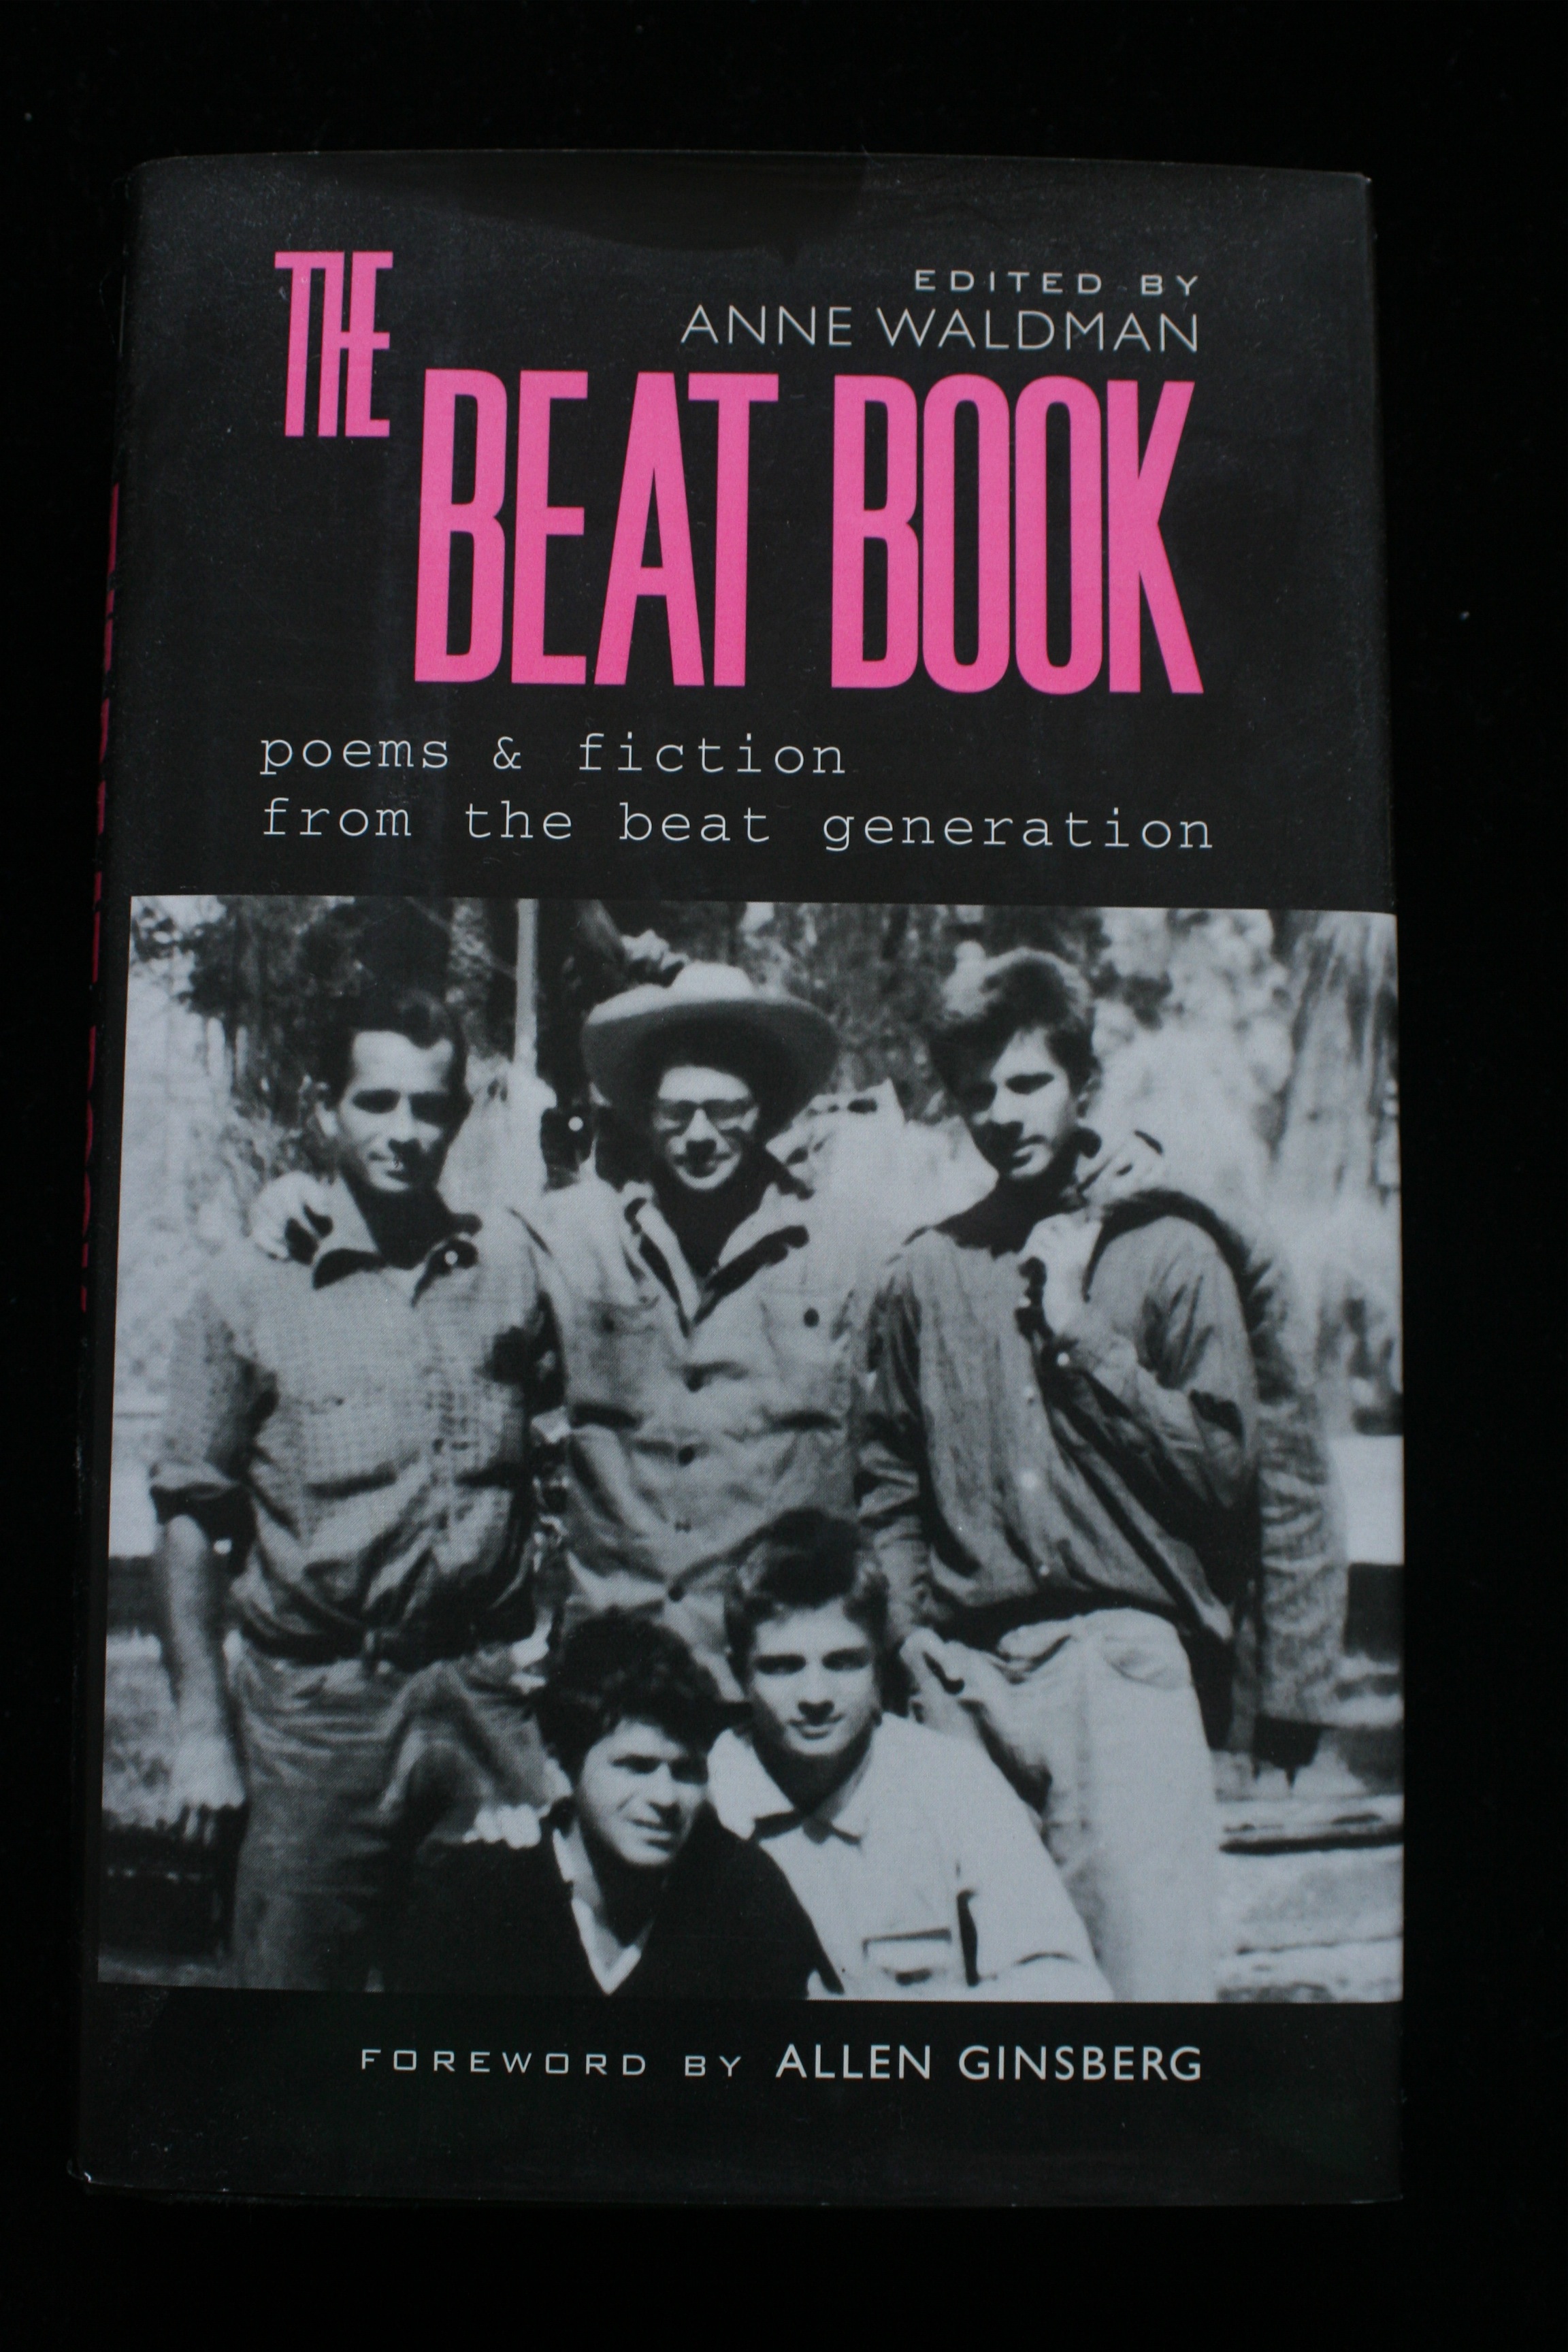 THE
EDITED BY
ANNE WALDMAN
BEAT BOOK
poems & fiction
from the beat generation
FOREWORD BY ALLEN GINSBERG